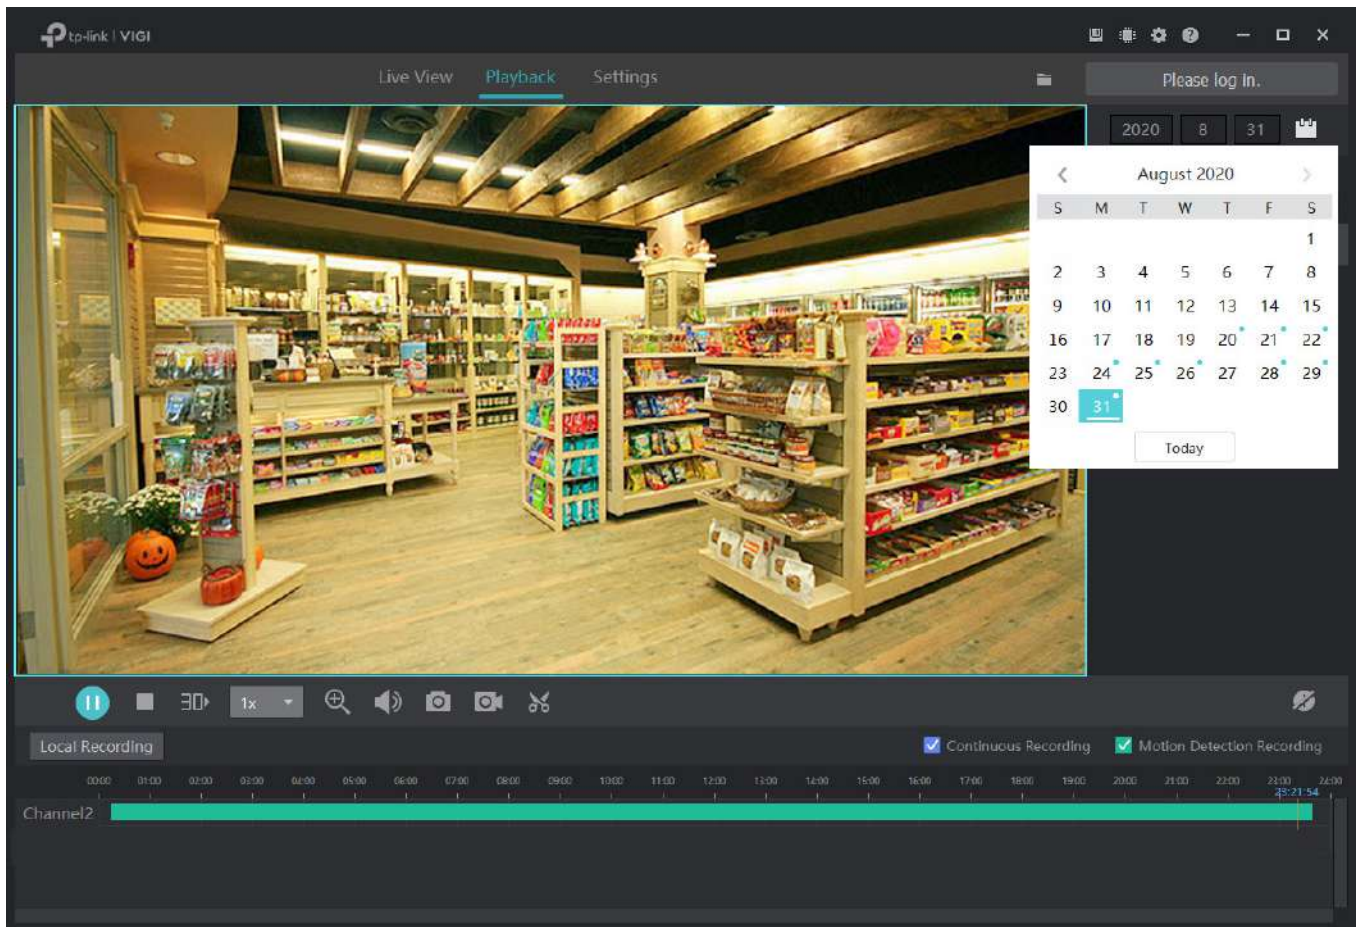 tp-link | VIGI
Live View Playback Settings
Please log in.
2020 8 31
August 2020
S M T W T F S
1
2 3 4 5 6 7 8
9 10 11 12 13 14 15
16 17 18 19 20 21 22
23 24 25 26 27 28 29
30 31
Today
1x
Local Recording
Continuous Recording
Motion Detection Recording
00:00 01:00 02:00 03:00 04:00 05:00 06:00 07:00 08:00 09:00 10:00 11:00 12:00 13:00 14:00 15:00 16:00 17:00 18:00 19:00 20:00 21:00 22:00 23:00 24:00
23:21:54
Channel2